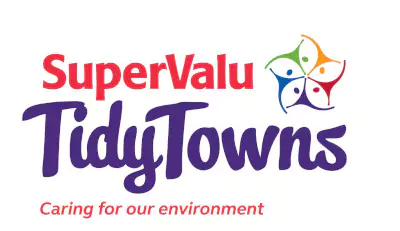 SuperValu
TidyTowns
Caring for our environment